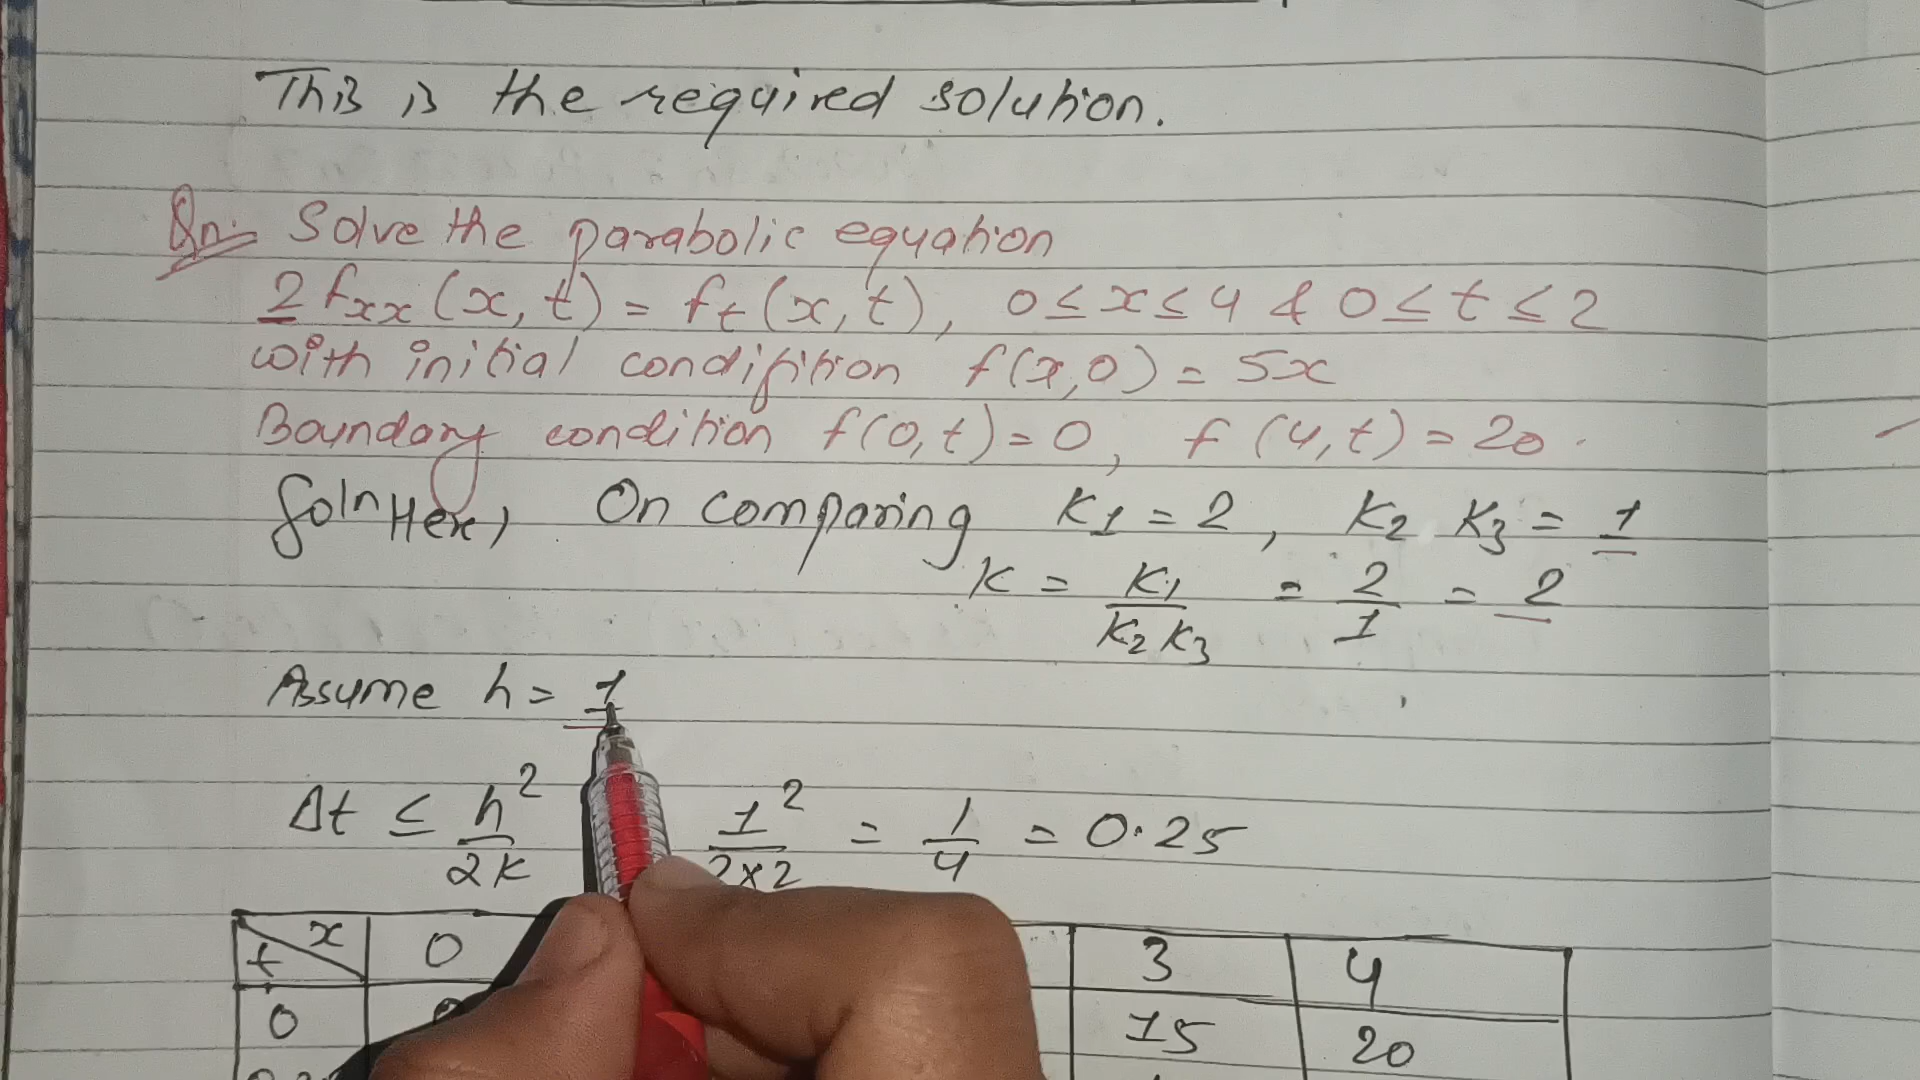 This is the required solution.
Qn:- Solve the parabolic equation
2 fxx (x, t) = ft (x, t), 0 ≤ x ≤ 4 & 0 ≤ t ≤ 2
with initial condifition f(x, 0) = 5x
Boundary condition f(0, t) = 0, f (4, t) = 20.
Soln Here, On comparing K1 = 2, K2 K3 = 1
K = K1/K2 K3 = 2/1 = 2
Assume h = 1
Δt ≤ h²/2K 1²/2×2 = 1/4 = 0.25
x t 0 3 4
0 15 20